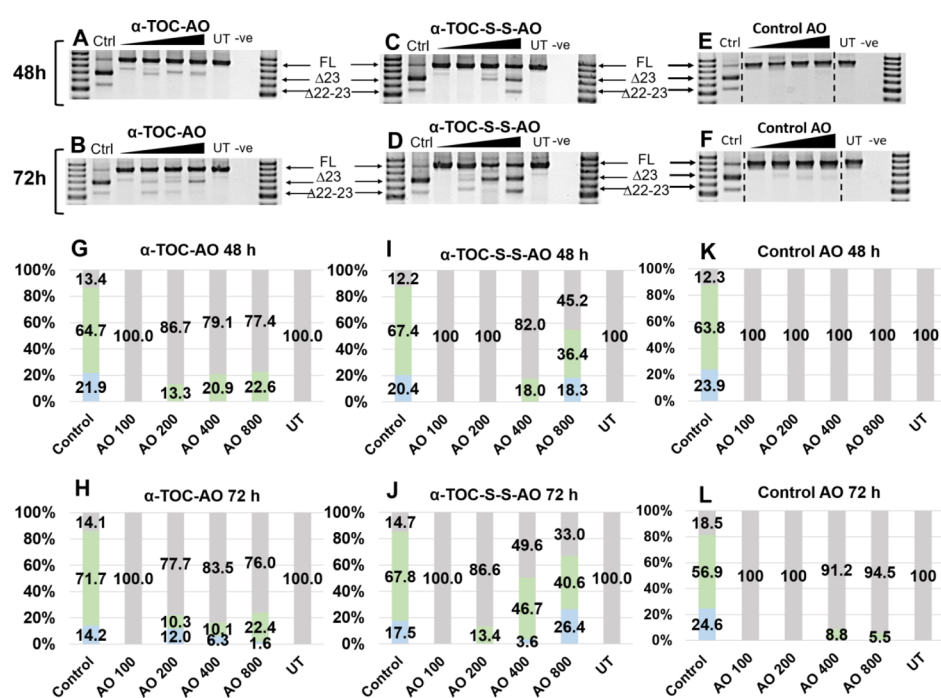 A α-TOC-AO
Ctrl UT -ve
C α-TOC-S-S-AO
Ctrl UT -ve
E Control AO
Ctrl UT -ve
48h
FL
Δ23
Δ22-23
FL
Δ23
Δ22-23
B α-TOC-AO
Ctrl UT -ve
D α-TOC-S-S-AO
Ctrl UT -ve
F Control AO
Ctrl UT -ve
72h
FL
Δ23
Δ22-23
FL
Δ23
Δ22-23
G α-TOC-AO 48 h
100%
80%
60%
40%
20%
0%
13.4
64.7
21.9
100.0
86.7
13.3
79.1
20.9
77.4
22.6
100.0
Control AO 100 AO 200 AO 400 AO 800 UT
I α-TOC-S-S-AO 48 h
100%
80%
60%
40%
20%
0%
12.2
67.4
20.4
100
100
82.0
18.0
45.2
36.4
18.3
100
Control AO 100 AO 200 AO 400 AO 800 UT
K Control AO 48 h
100%
80%
60%
40%
20%
0%
12.3
63.8
23.9
100
100
100
100
100
Control AO 100 AO 200 AO 400 AO 800 UT
H α-TOC-AO 72 h
100%
80%
60%
40%
20%
0%
14.1
71.7
14.2
100.0
77.7
10.3
12.0
83.5
10.1
6.3
76.0
22.4
1.6
100.0
Control AO 100 AO 200 AO 400 AO 800 UT
J α-TOC-S-S-AO 72 h
100%
80%
60%
40%
20%
0%
14.7
67.8
17.5
100.0
86.6
13.4
49.6
46.7
3.6
33.0
40.6
26.4
100.0
Control AO 100 AO 200 AO 400 AO 800 UT
L Control AO 72 h
100%
80%
60%
40%
20%
0%
18.5
56.9
24.6
100
100
91.2
8.8
94.5
5.5
100
Control AO 100 AO 200 AO 400 AO 800 UT